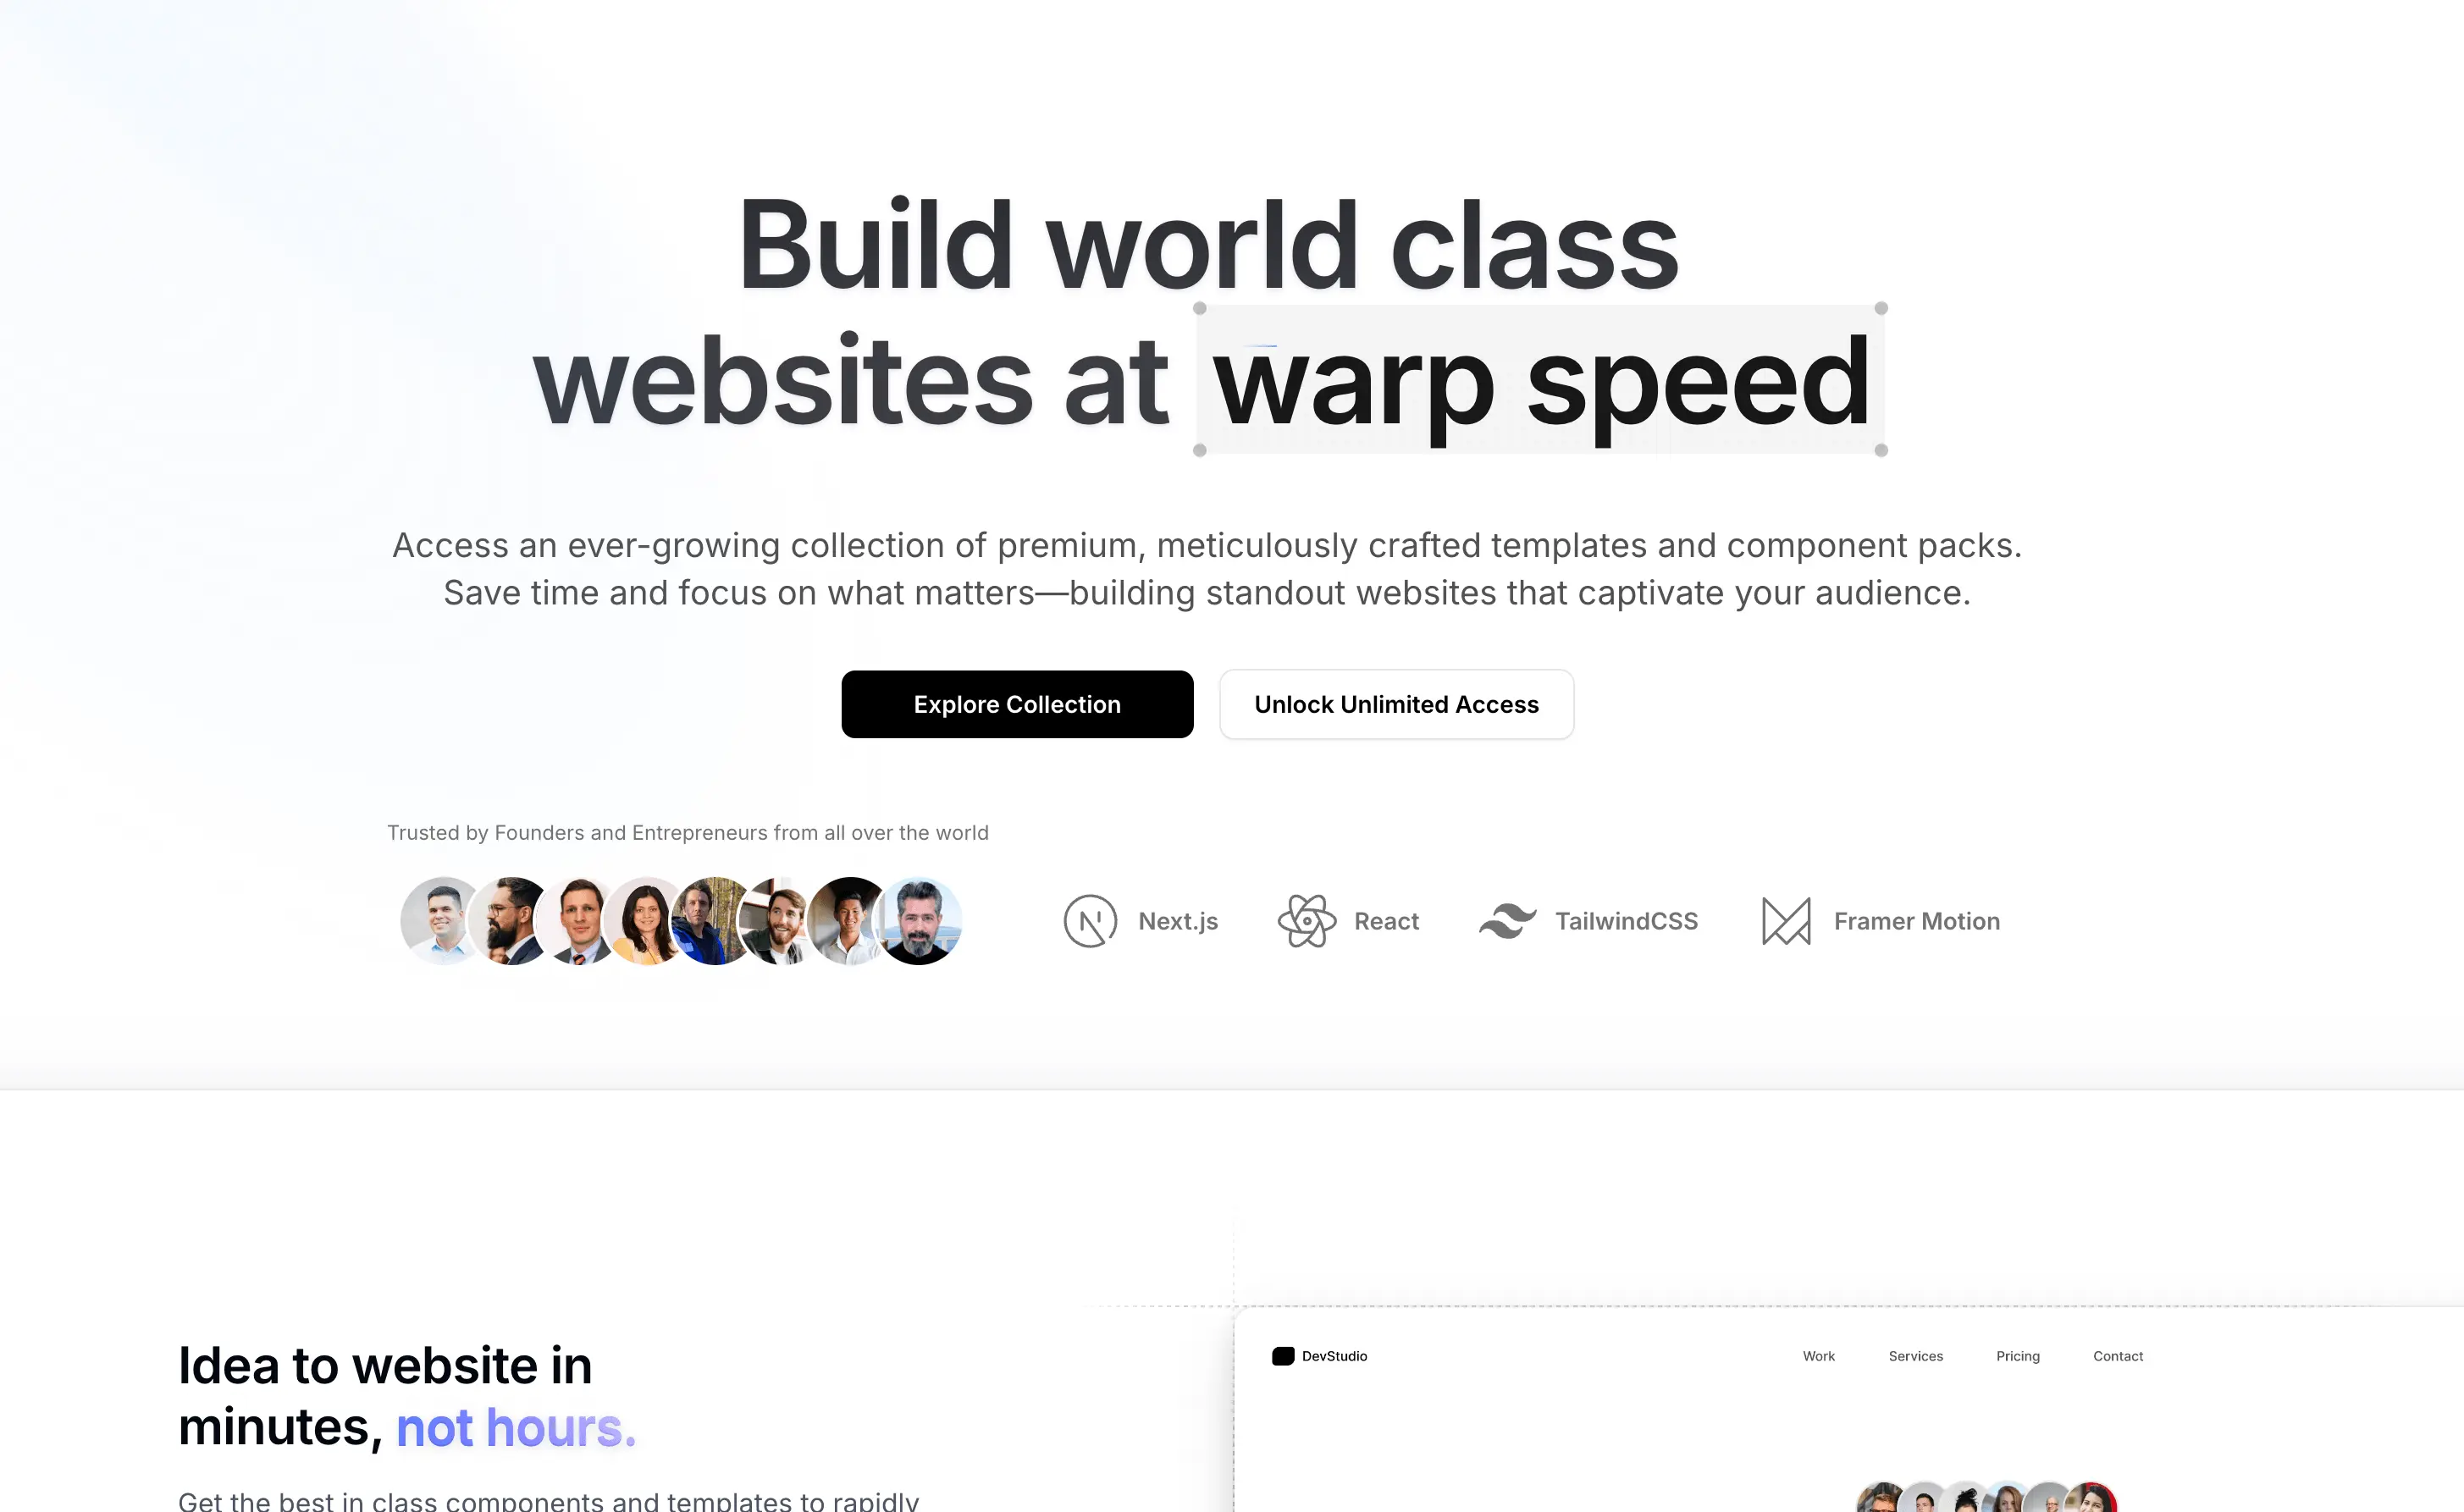 Build world class
websites at warp speed
Access an ever-growing collection of premium, meticulously crafted templates and component packs.
Save time and focus on what matters—building standout websites that captivate your audience.
Explore Collection
Unlock Unlimited Access
Trusted by Founders and Entrepreneurs from all over the world
Next.js
React
TailwindCSS
Framer Motion
Idea to website in
minutes, not hours.
Get the best in class components and templates to rapidly
DevStudio
Work
Services
Pricing
Contact